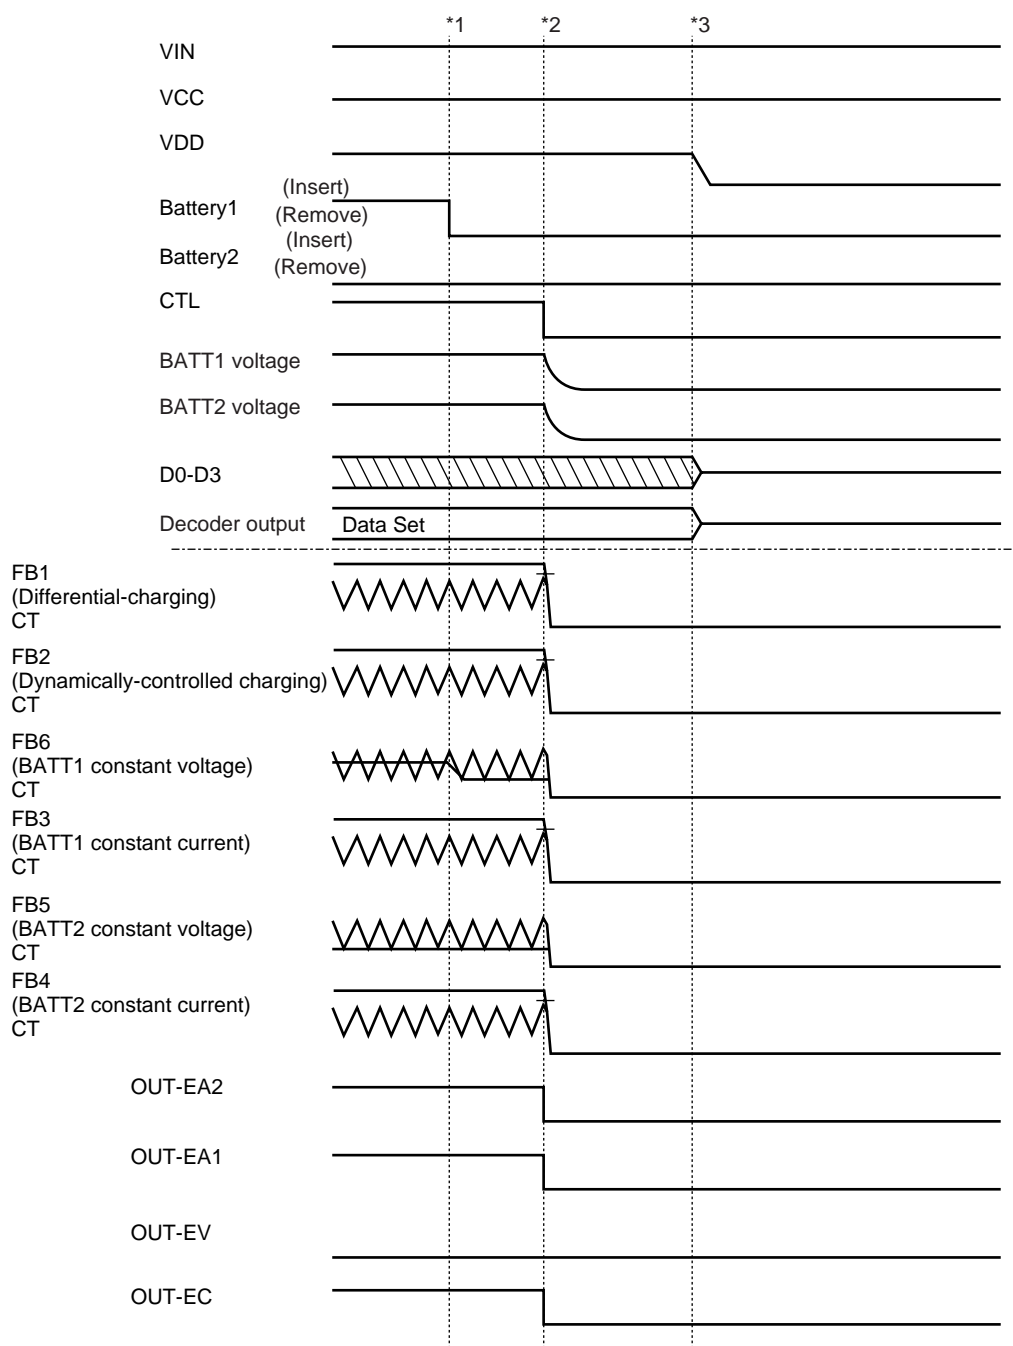 *1 *2 *3
VIN
VCC
VDD
(Insert)
Battery1 (Remove)
(Insert)
Battery2 (Remove)
CTL
BATT1 voltage
BATT2 voltage
D0-D3
Decoder output Data Set
FB1
(Differential-charging)
CT
FB2
(Dynamically-controlled charging)
CT
FB6
(BATT1 constant voltage)
CT
FB3
(BATT1 constant current)
CT
FB5
(BATT2 constant voltage)
CT
FB4
(BATT2 constant current)
CT
OUT-EA2
OUT-EA1
OUT-EV
OUT-EC